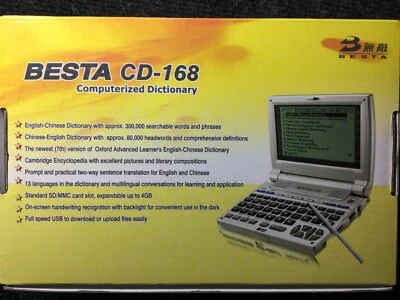 無敵
BESTA
BESTA CD-168
Computerized Dictionary
English-Chinese Dictionary with approx. 300,000 searchable words and phrases
Chinese-English Dictionary with approx. 80,000 headwords and comprehensive definitions
The newest (7th) version of Oxford Advanced Learner's English-Chinese Dictionary
Cambridge Encyclopedia with excellent pictures and literary compositions
Prompt and practical two-way sentence translation for English and Chinese
13 languages in the dictionary and multilingual conversations for learning and application
Standard SD/MMC card slot, expandable up to 4GB
On-screen handwriting recognition with backlight for convenient use in the dark
Full speed USB to download or upload files easily